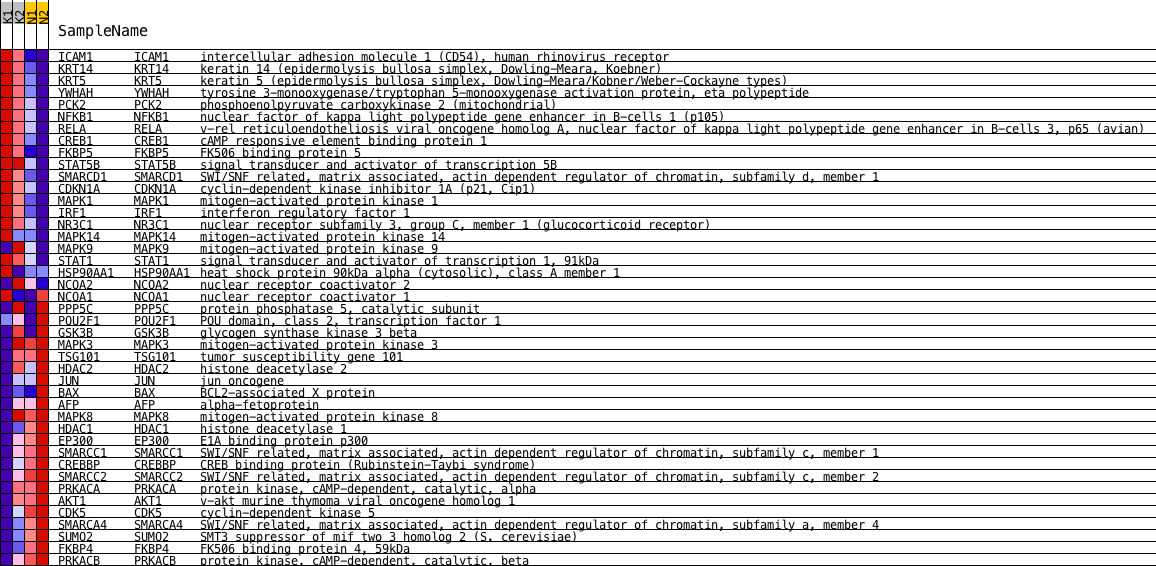 K1 K2 N1 N2
SampleName
ICAM1 ICAM1 intercellular adhesion molecule 1 (CD54), human rhinovirus receptor
KRT14 KRT14 keratin 14 (epidermolysis bullosa simplex, Dowling-Meara, Koebner)
KRT5 KRT5 keratin 5 (epidermolysis bullosa simplex, Dowling-Meara/Kobner/Weber-Cockayne types)
YWHAH YWHAH tyrosine 3-monooxygenase/tryptophan 5-monooxygenase activation protein, eta polypeptide
PCK2 PCK2 phosphoenolpyruvate carboxykinase 2 (mitochondrial)
NFKB1 NFKB1 nuclear factor of kappa light polypeptide gene enhancer in B-cells 1 (p105)
RELA RELA v-rel reticuloendotheliosis viral oncogene homolog A, nuclear factor of kappa light polypeptide gene enhancer in B-cells 3, p65 (avian)
CREB1 CREB1 cAMP responsive element binding protein 1
FKBP5 FKBP5 FK506 binding protein 5
STAT5B STAT5B signal transducer and activator of transcription 5B
SMARCD1 SMARCD1 SWI/SNF related, matrix associated, actin dependent regulator of chromatin, subfamily d, member 1
CDKN1A CDKN1A cyclin-dependent kinase inhibitor 1A (p21, Cip1)
MAPK1 MAPK1 mitogen-activated protein kinase 1
IRF1 IRF1 interferon regulatory factor 1
NR3C1 NR3C1 nuclear receptor subfamily 3, group C, member 1 (glucocorticoid receptor)
MAPK14 MAPK14 mitogen-activated protein kinase 14
MAPK9 MAPK9 mitogen-activated protein kinase 9
STAT1 STAT1 signal transducer and activator of transcription 1, 91kDa
HSP90AA1 HSP90AA1 heat shock protein 90kDa alpha (cytosolic), class A member 1
NCOA2 NCOA2 nuclear receptor coactivator 2
NCOA1 NCOA1 nuclear receptor coactivator 1
PPP5C PPP5C protein phosphatase 5, catalytic subunit
POU2F1 POU2F1 POU domain, class 2, transcription factor 1
GSK3B GSK3B glycogen synthase kinase 3 beta
MAPK3 MAPK3 mitogen-activated protein kinase 3
TSG101 TSG101 tumor susceptibility gene 101
HDAC2 HDAC2 histone deacetylase 2
JUN JUN jun oncogene
BAX BAX BCL2-associated X protein
AFP AFP alpha-fetoprotein
MAPK8 MAPK8 mitogen-activated protein kinase 8
HDAC1 HDAC1 histone deacetylase 1
EP300 EP300 E1A binding protein p300
SMARCC1 SMARCC1 SWI/SNF related, matrix associated, actin dependent regulator of chromatin, subfamily c, member 1
CREBBP CREBBP CREB binding protein (Rubinstein-Taybi syndrome)
SMARCC2 SMARCC2 SWI/SNF related, matrix associated, actin dependent regulator of chromatin, subfamily c, member 2
PRKACA PRKACA protein kinase, cAMP-dependent, catalytic, alpha
AKT1 AKT1 v-akt murine thymoma viral oncogene homolog 1
CDK5 CDK5 cyclin-dependent kinase 5
SMARCA4 SMARCA4 SWI/SNF related, matrix associated, actin dependent regulator of chromatin, subfamily a, member 4
SUMO2 SUMO2 SMT3 suppressor of mif two 3 homolog 2 (S. cerevisiae)
FKBP4 FKBP4 FK506 binding protein 4, 59kDa
PRKACB PRKACB protein kinase, cAMP-dependent, catalytic, beta